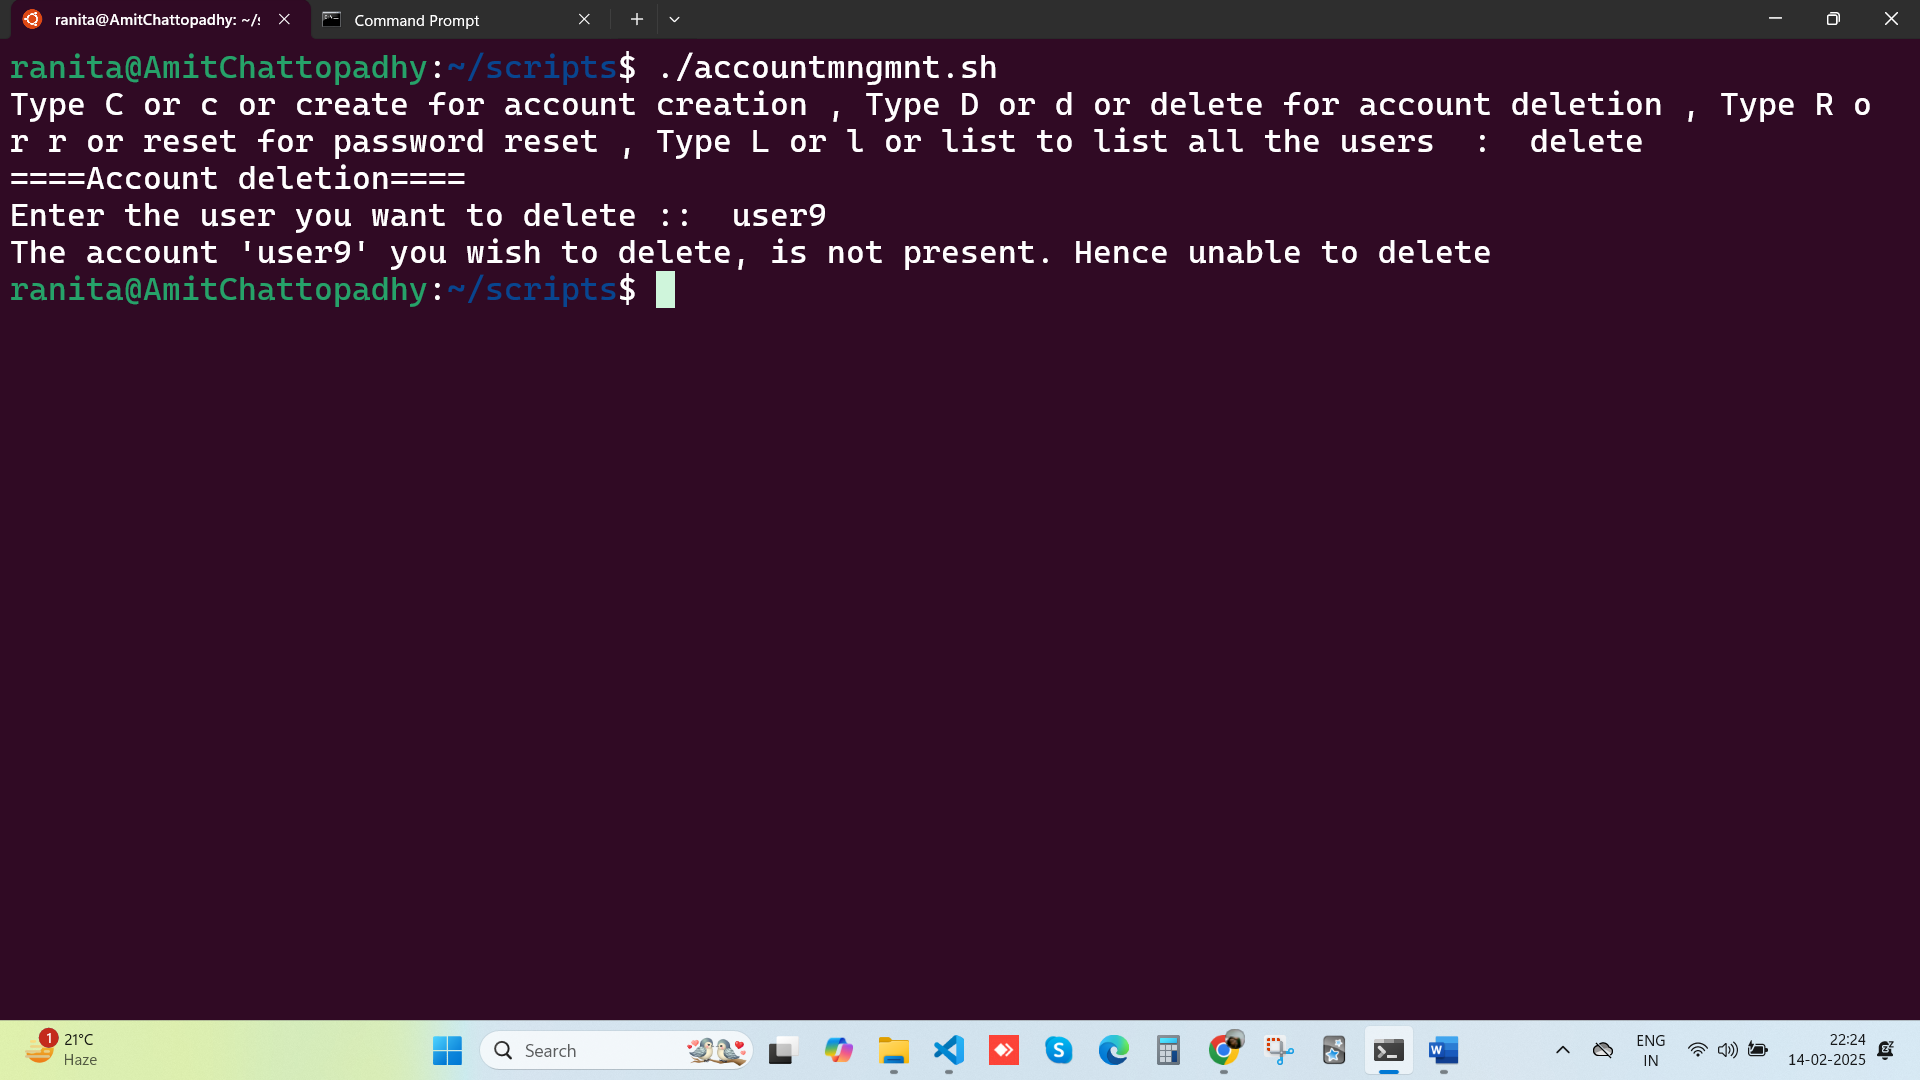 ranita@AmitChattopadhy: ~/s
Command Prompt
ranita@AmitChattopadhy:~/scripts$ ./accountmngmnt.sh
Type C or c or create for account creation , Type D or d or delete for account deletion , Type R o
r r or reset for password reset , Type L or l or list to list all the users  :  delete
====Account deletion====
Enter the user you want to delete ::  user9
The account 'user9' you wish to delete, is not present. Hence unable to delete
ranita@AmitChattopadhy:~/scripts$
1
21°C
Haze
Search
ENG
IN
22:24
14-02-2025